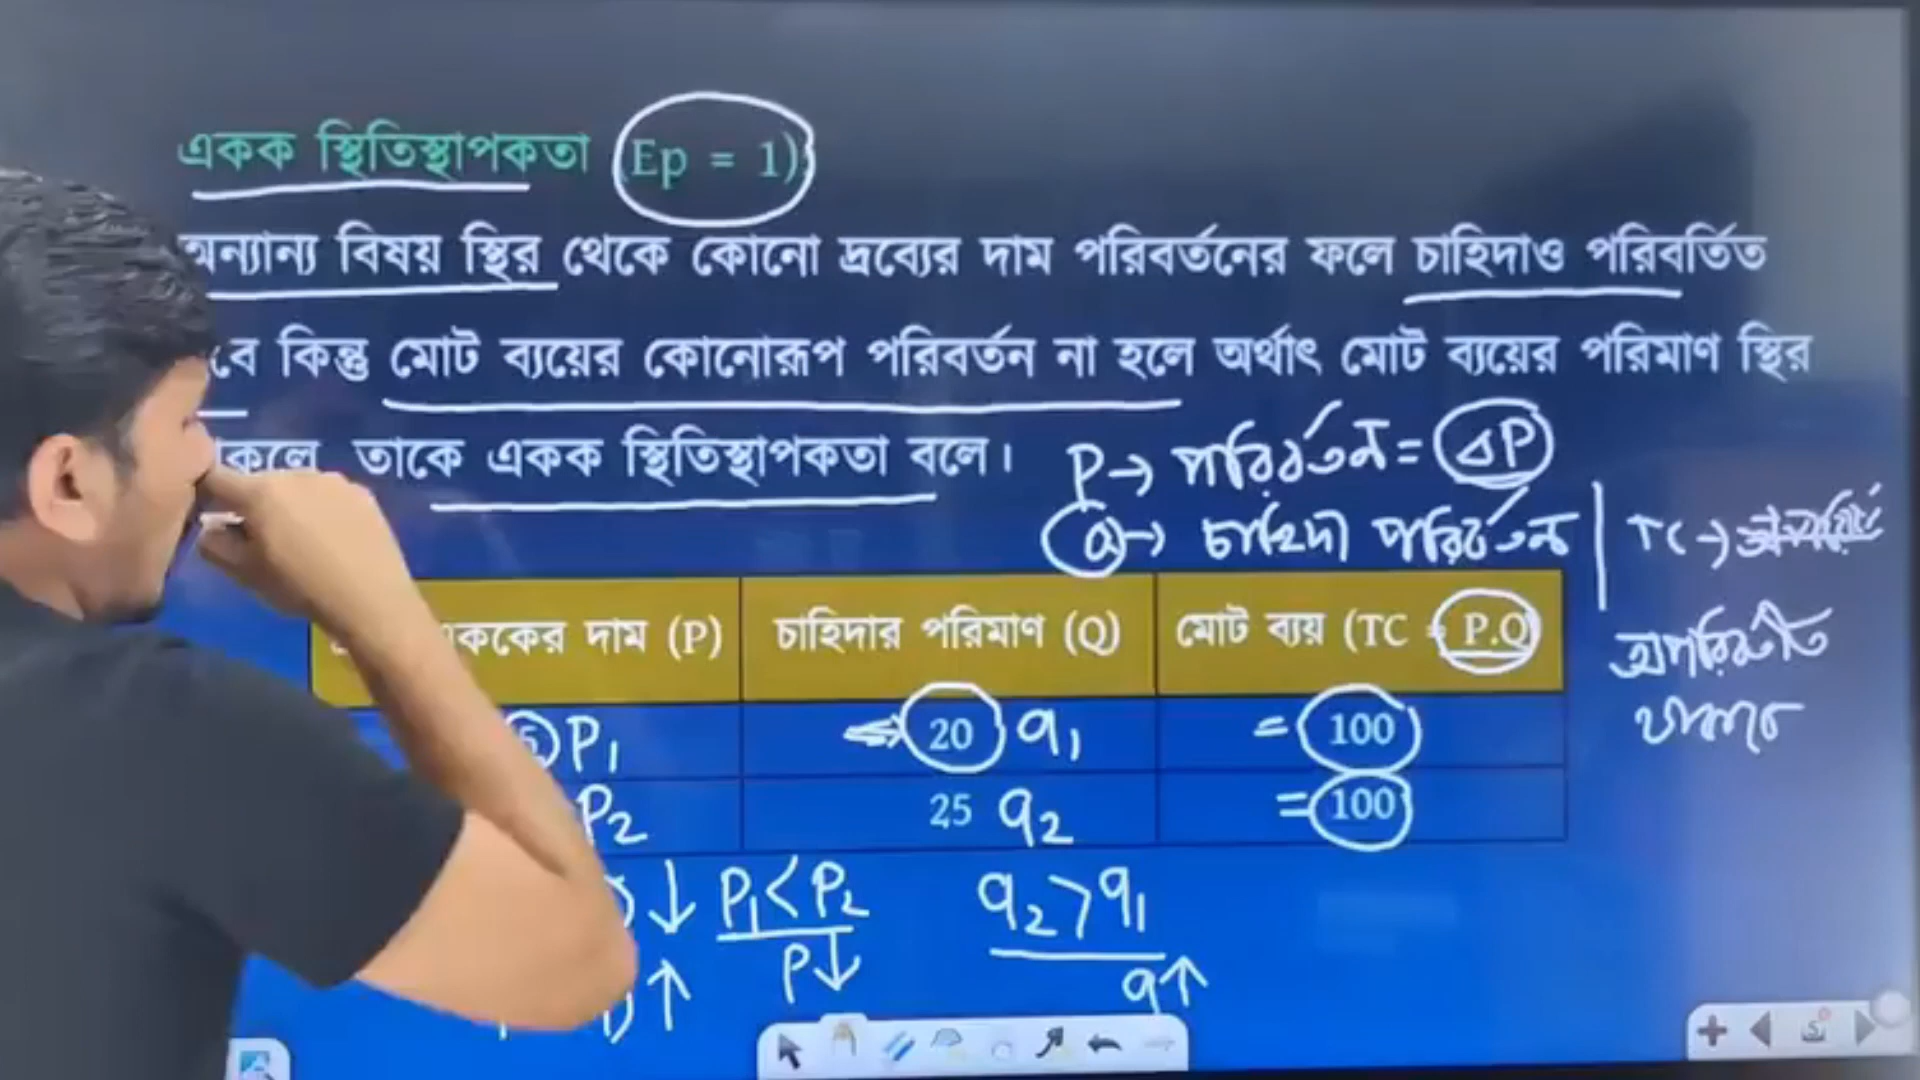 একক স্থিতিস্থাপকতা (Ep = 1):
অন্যান্য বিষয় স্থির থেকে কোনো দ্রব্যের দাম পরিবর্তনের ফলে চাহিদাও পরিবর্তিত
বে কিন্তু মোট ব্যয়ের কোনোরূপ পরিবর্তন না হলে অর্থাৎ মোট ব্যয়ের পরিমাণ স্থির
কলে তাকে একক স্থিতিস্থাপকতা বলে।
P → পরিবর্তন = ΔP
Q → চাহিদা পরিবর্তন
TC →
অপরিবর্তীত
থাকবে
ককের দাম (P) চাহিদার পরিমাণ (Q) মোট ব্যয় (TC = P.Q)
5 P₁ 20 q₁ = 100
P₂ 25 q₂ = 100
↓ P₁ < P₂ q₂ > q₁
↑ P↓ q↑